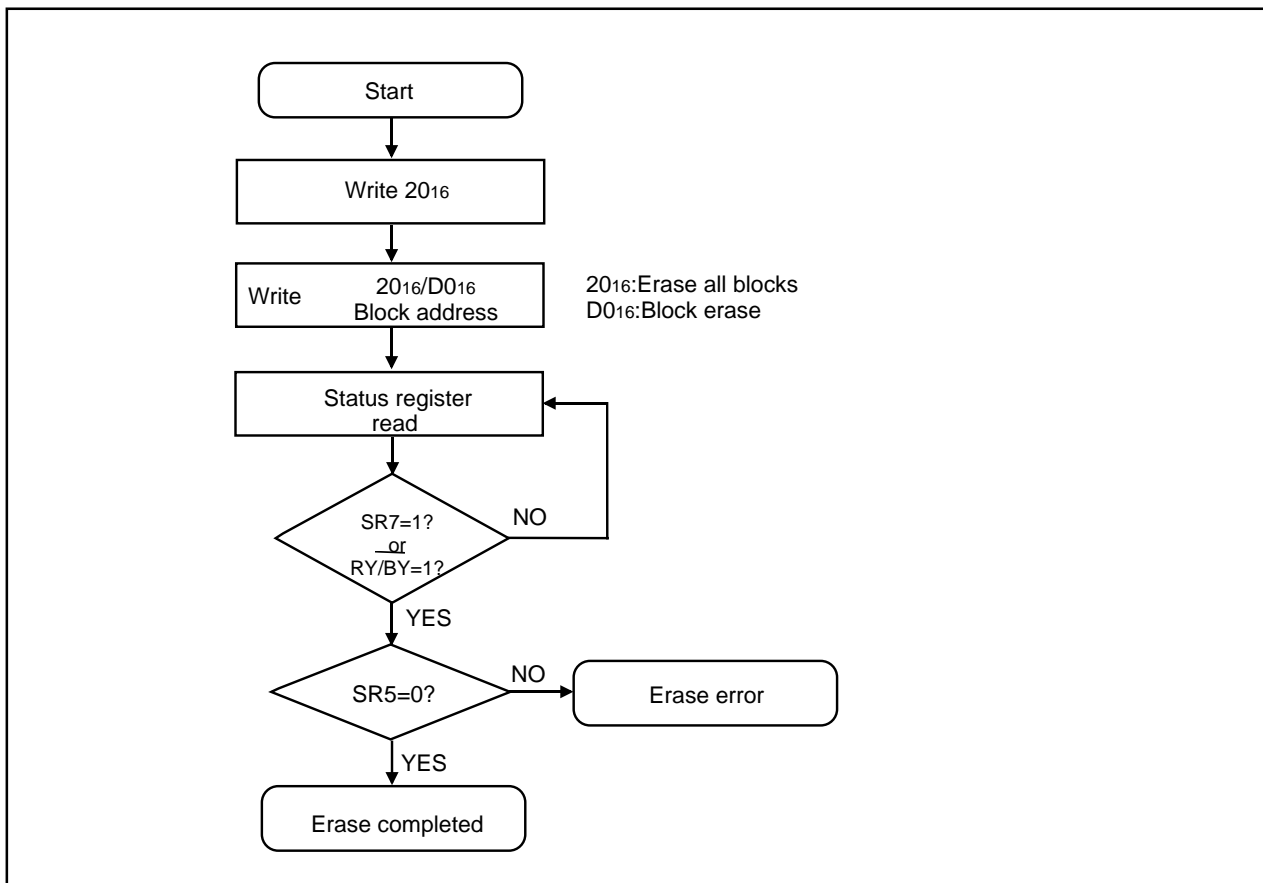 Start
Write 2016
Write 2016/D016
Block address
2016:Erase all blocks
D016:Block erase
Status register
read
SR7=1?
or
RY/BY=1?
NO
YES
SR5=0?
NO
Erase error
YES
Erase completed